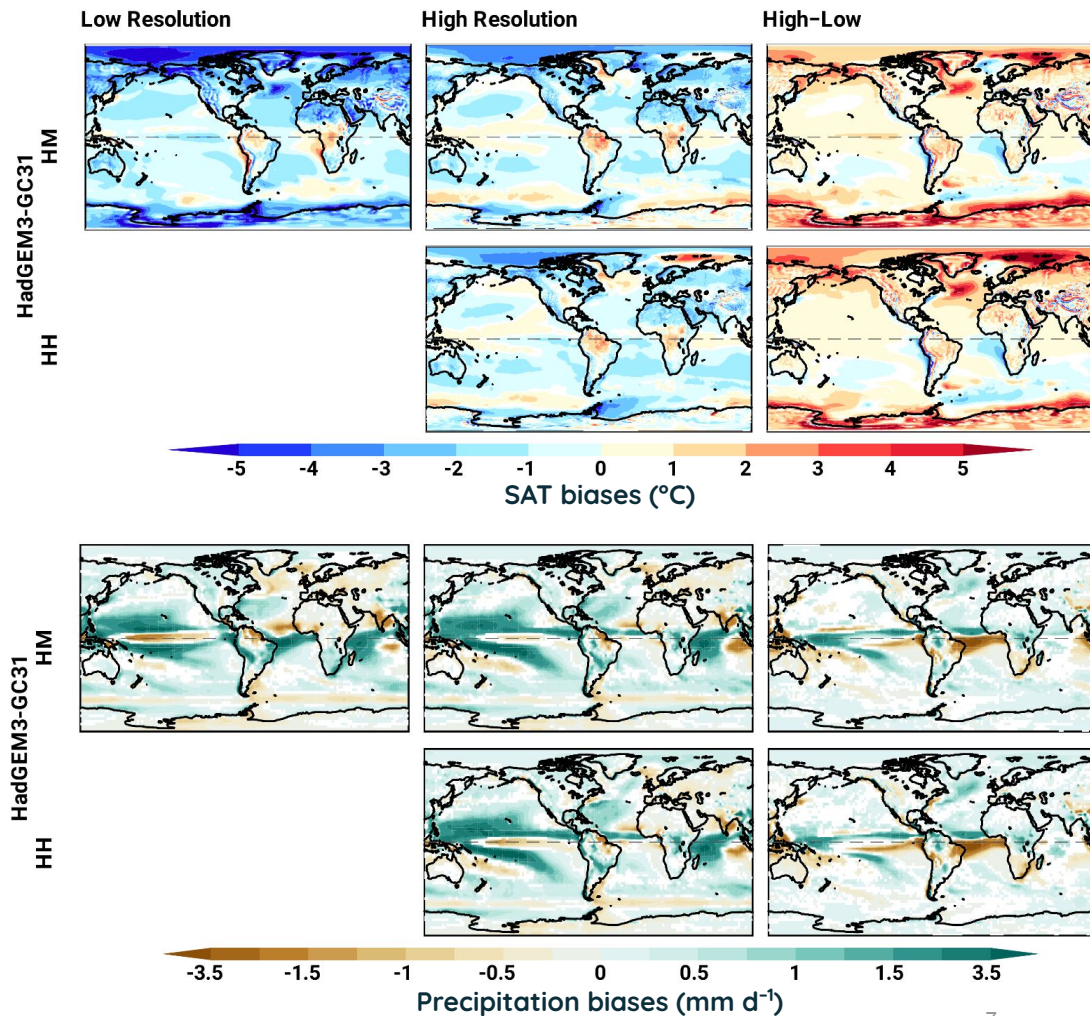 Low Resolution High Resolution High–Low
HadGEM3-GC31
HM
HH
-5 -4 -3 -2 -1 0 1 2 3 4 5
SAT biases (°C)
HadGEM3-GC31
HM
HH
-3.5 -1.5 -1 -0.5 0 0.5 1 1.5 3.5
Precipitation biases (mm d⁻¹)